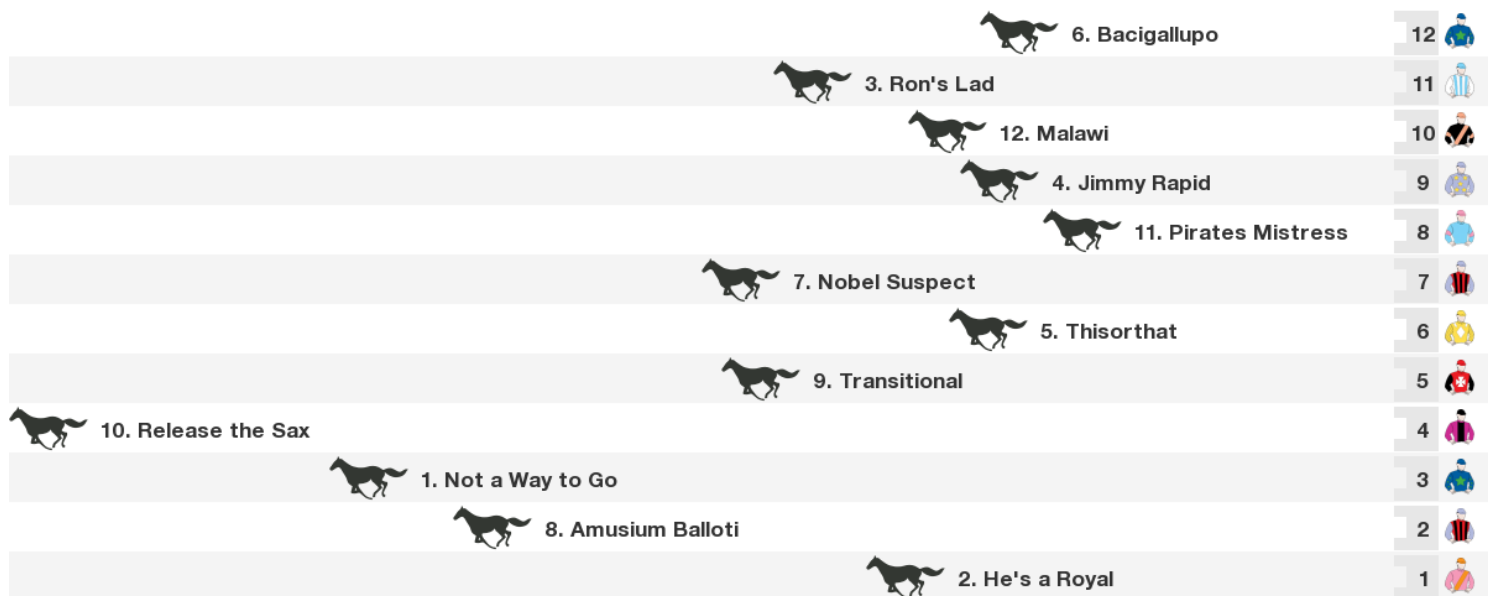 6. Bacigallupo 12
3. Ron's Lad 11
12. Malawi 10
4. Jimmy Rapid 9
11. Pirates Mistress 8
7. Nobel Suspect 7
5. Thisorthat 6
9. Transitional 5
10. Release the Sax 4
1. Not a Way to Go 3
8. Amusium Balloti 2
2. He's a Royal 1